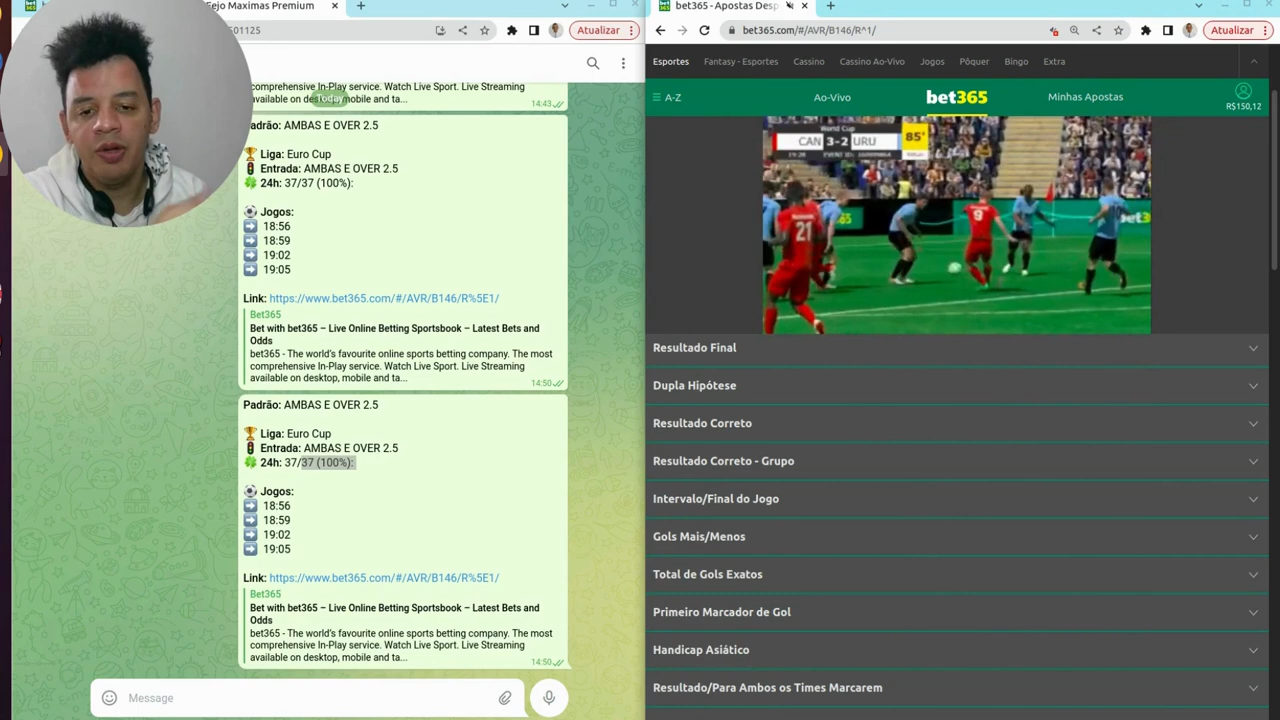 Fejo Maximas Premium
01125
Atualizar
comprehensive In-Play service. Watch Live Sport. Live Streaming
available on desktop, mobile and ta...
Today
14:43
Padrão: AMBAS E OVER 2.5
🏆 Liga: Euro Cup
🚦 Entrada: AMBAS E OVER 2.5
🍀 24h: 37/37 (100%):
⚽ Jogos:
➡️ 18:56
➡️ 18:59
➡️ 19:02
➡️ 19:05
Link: https://www.bet365.com/#/AVR/B146/R%5E1/
Bet365
Bet with bet365 – Live Online Betting Sportsbook – Latest Bets and
Odds
bet365 - The world's favourite online sports betting company. The most
comprehensive In-Play service. Watch Live Sport. Live Streaming
available on desktop, mobile and ta...
14:50
Padrão: AMBAS E OVER 2.5
🏆 Liga: Euro Cup
🚦 Entrada: AMBAS E OVER 2.5
🍀 24h: 37/37 (100%):
⚽ Jogos:
➡️ 18:56
➡️ 18:59
➡️ 19:02
➡️ 19:05
Link: https://www.bet365.com/#/AVR/B146/R%5E1/
Bet365
Bet with bet365 – Live Online Betting Sportsbook – Latest Bets and
Odds
bet365 - The world's favourite online sports betting company. The most
comprehensive In-Play service. Watch Live Sport. Live Streaming
available on desktop, mobile and ta...
14:50
Message
bet365 - Apostas Desp
bet365.com/#/AVR/B146/R^1/
Atualizar
Esportes Fantasy - Esportes Cassino Cassino Ao-Vivo Jogos Pôquer Bingo Extra
A-Z Ao-Vivo bet365 Minhas Apostas
R$150,12
World Cup
CAN 3-2 URU 85'
21
9
Resultado Final
Dupla Hipótese
Resultado Correto
Resultado Correto - Grupo
Intervalo/Final do Jogo
Gols Mais/Menos
Total de Gols Exatos
Primeiro Marcador de Gol
Handicap Asiático
Resultado/Para Ambos os Times Marcarem